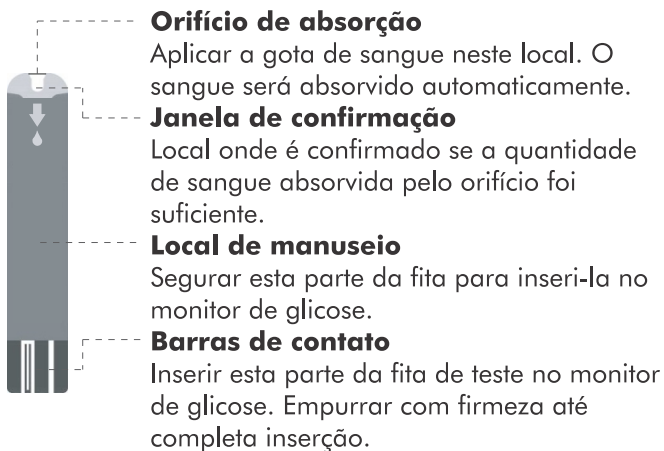 Orifício de absorção
Aplicar a gota de sangue neste local. O
sangue será absorvido automaticamente.
Janela de confirmação
Local onde é confirmado se a quantidade
de sangue absorvida pelo orifício foi
suficiente.
Local de manuseio
Segurar esta parte da fita para inseri-la no
monitor de glicose.
Barras de contato
Inserir esta parte da fita de teste no monitor
de glicose. Empurrar com firmeza até
completa inserção.